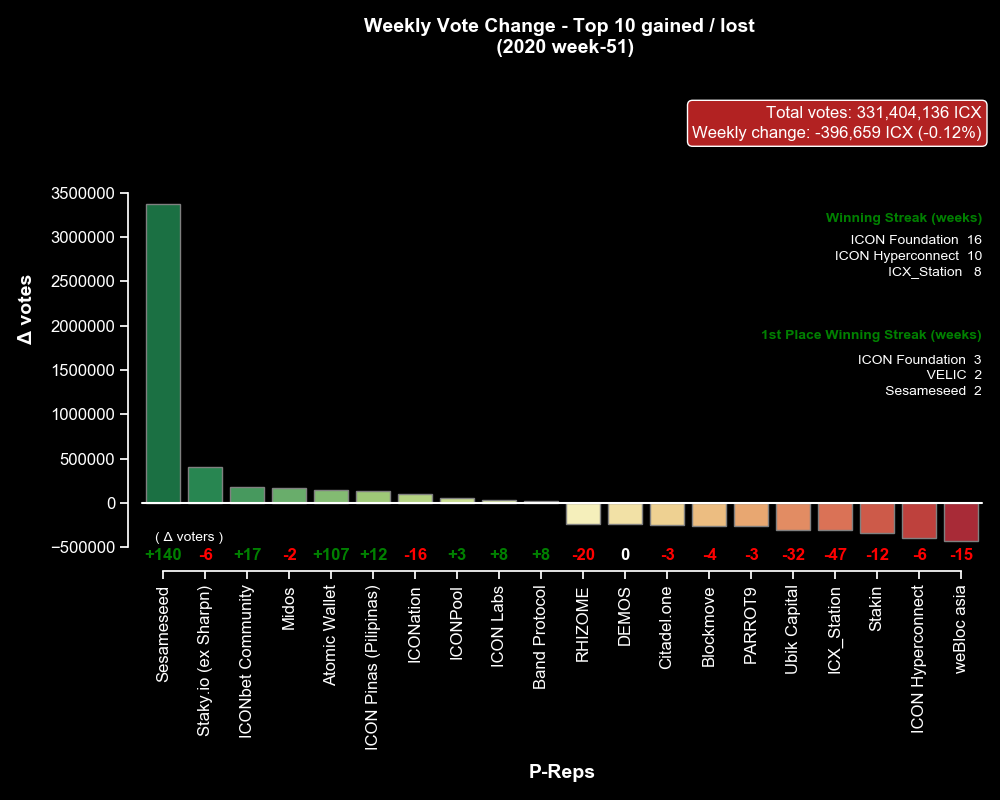 Weekly Vote Change - Top 10 gained / lost
(2020 week-51)
Total votes: 331,404,136 ICX
Weekly change: -396,659 ICX (-0.12%)
Winning Streak (weeks)
ICON Foundation 16
ICON Hyperconnect 10
ICX_Station 8
1st Place Winning Streak (weeks)
ICON Foundation 3
VELIC 2
Sesameseed 2
Δ votes
3500000
3000000
2500000
2000000
1500000
1000000
500000
0
−500000
( Δ voters )
+140 -6 +17 -2 +107 +12 -16 +3 +8 +8 -20 0 -3 -4 -3 -32 -47 -12 -6 -15
Sesameseed
Staky.io (ex Sharpn)
ICONbet Community
Midos
Atomic Wallet
ICON Pinas (Pilipinas)
ICONation
ICONPool
ICON Labs
Band Protocol
RHIZOME
DEMOS
Citadel.one
Blockmove
PARROT9
Ubik Capital
ICX_Station
Stakin
ICON Hyperconnect
weBloc asia
P-Reps